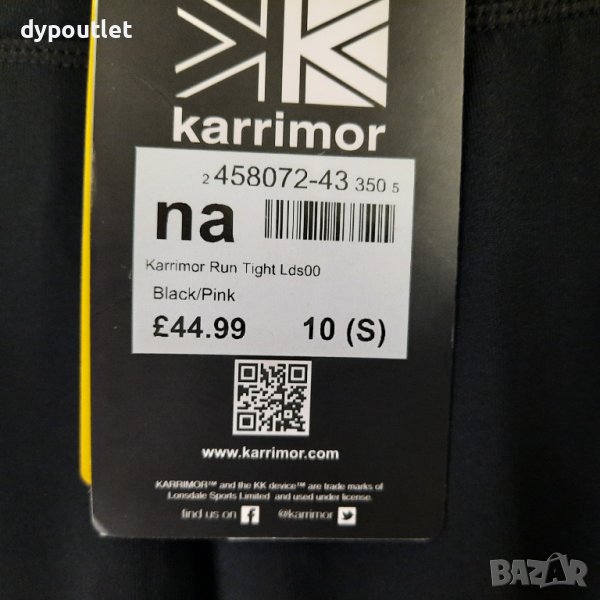 dypoutlet
karrimor
2 458072-43 350 5
na
Karrimor Run Tight Lds00
Black/Pink
£44.99 10 (S)
www.karrimor.com
KARRIMOR™ and the KK device™ are trade marks of
Lonsdale Sports Limited and used under license.
find us on f @karrimor
BAZAR